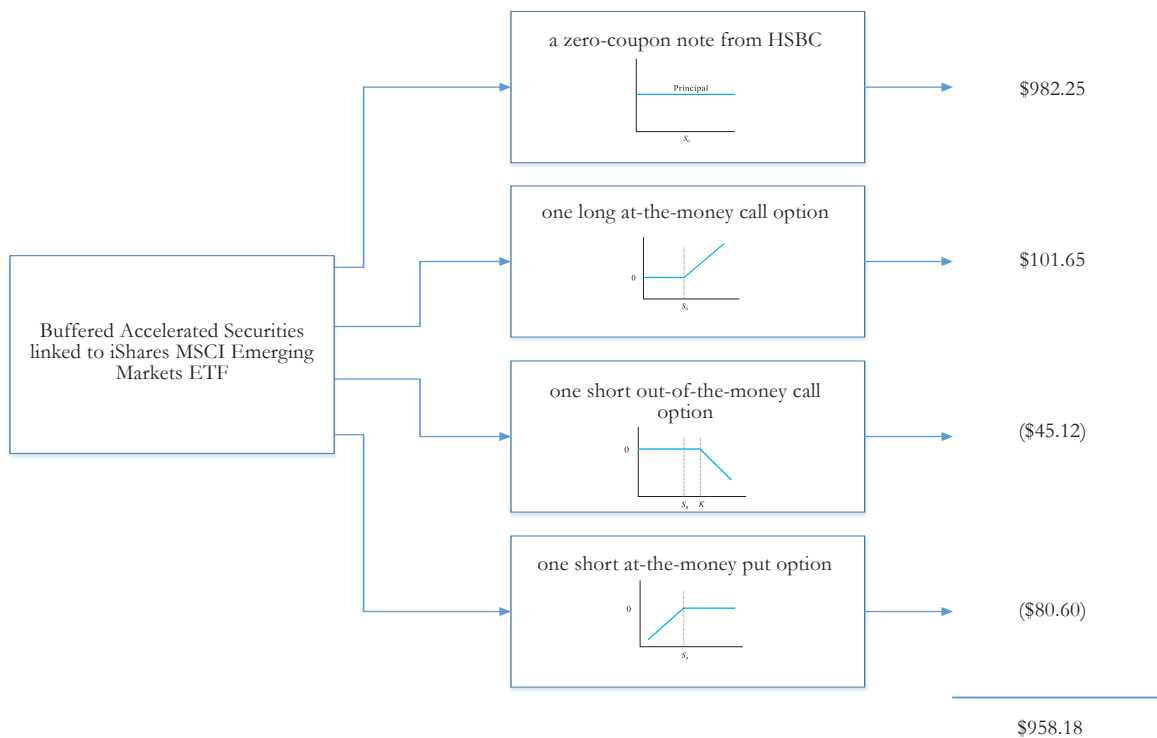 a zero-coupon note from HSBC
Principal
S₀
$982.25
one long at-the-money call option
0
S₀
$101.65
Buffered Accelerated Securities
linked to iShares MSCI Emerging
Markets ETF
one short out-of-the-money call
option
0
S₀ K
($45.12)
one short at-the-money put option
0
S₀
($80.60)
$958.18